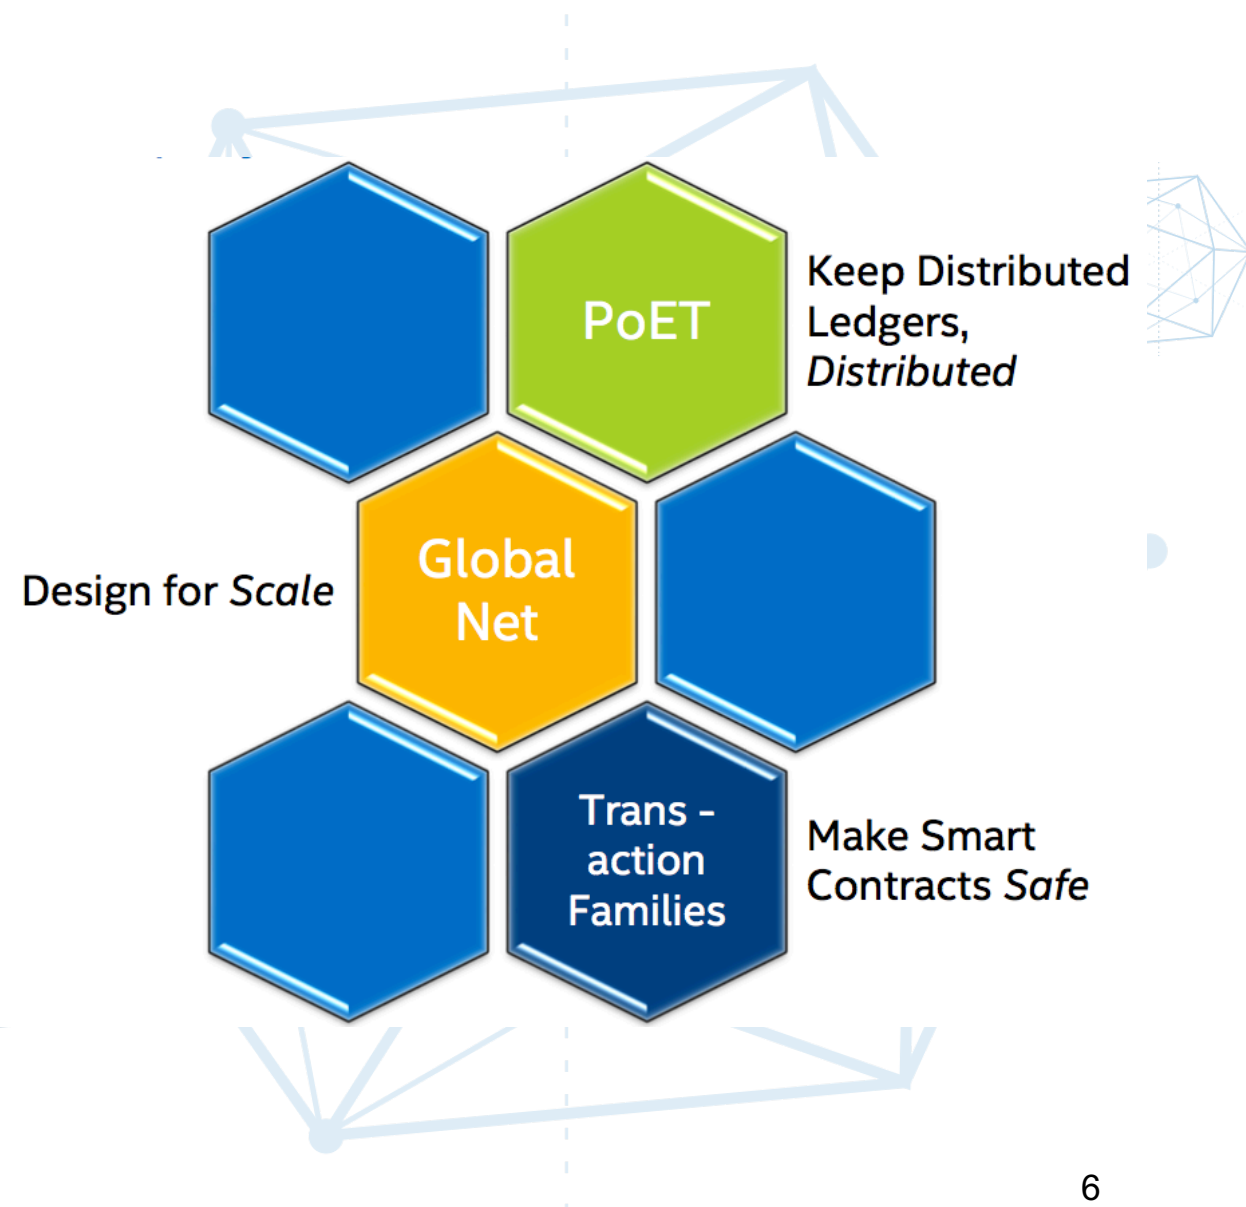 PoET
Keep Distributed
Ledgers,
Distributed
Global
Net
Design for Scale
Trans -
action
Families
Make Smart
Contracts Safe
6